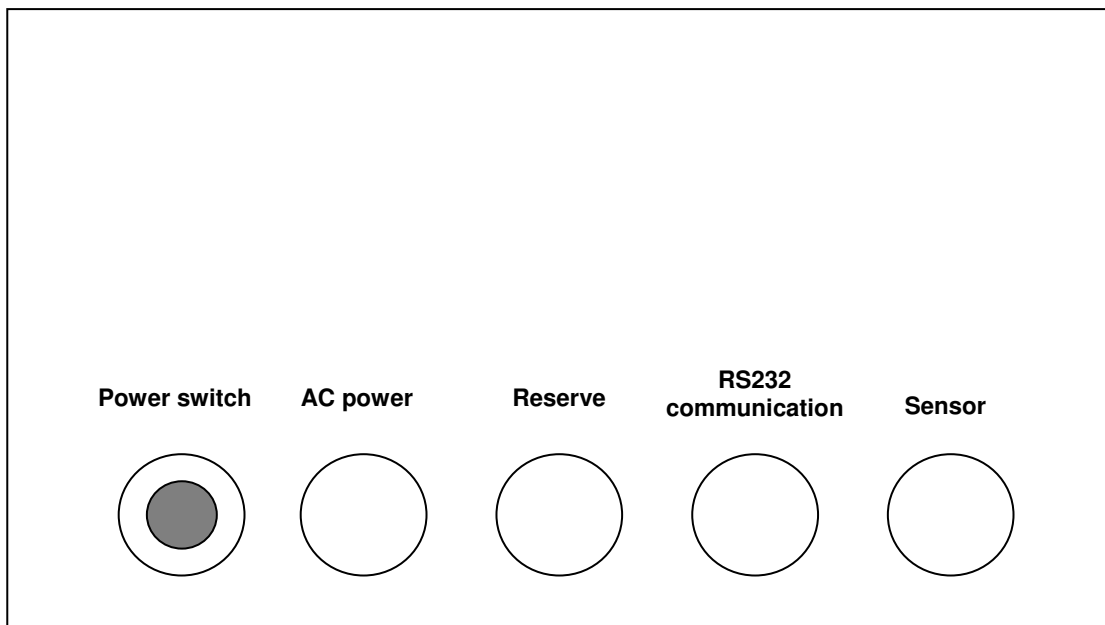 Power switch
AC power
Reserve
RS232
communication
Sensor